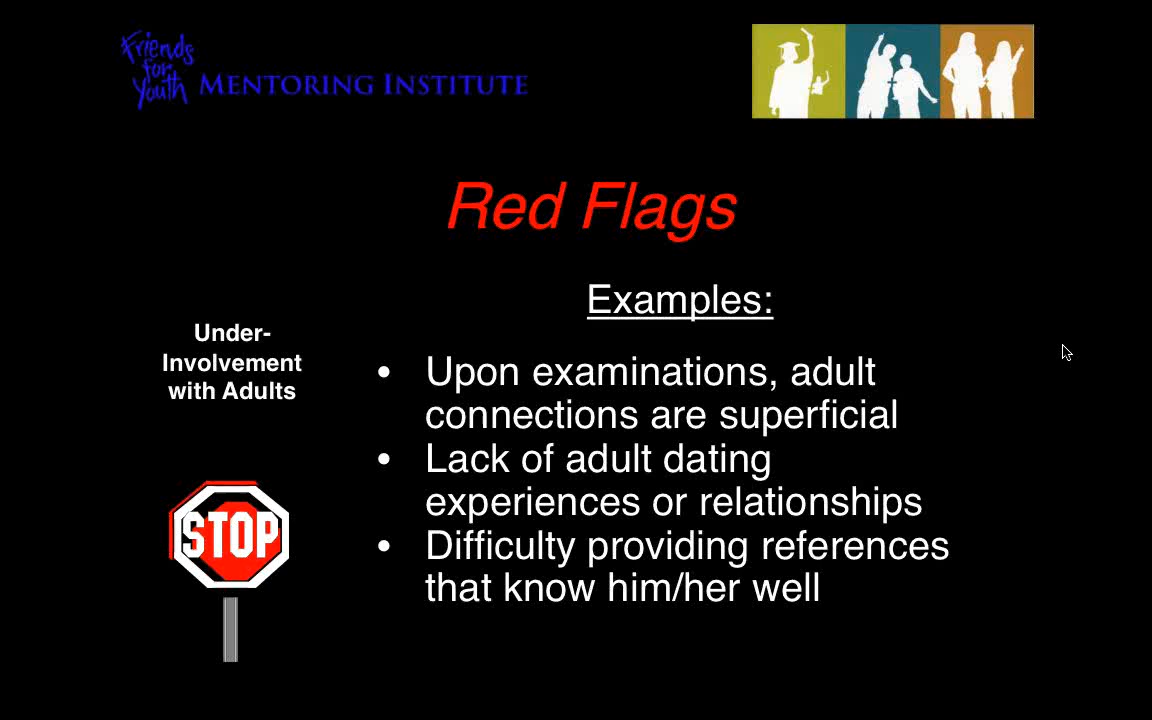 Friends
for
Youth MENTORING INSTITUTE
Red Flags
Examples:
Under-
Involvement
with Adults
• Upon examinations, adult
connections are superficial
• Lack of adult dating
experiences or relationships
• Difficulty providing references
that know him/her well
STOP